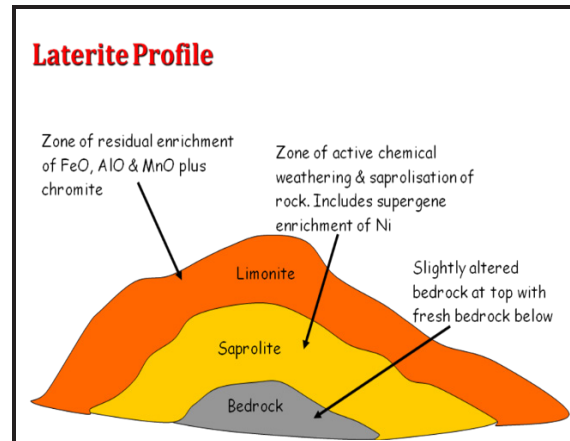 Laterite Profile
Zone of residual enrichment
of FeO, AlO & MnO plus
chromite
Zone of active chemical
weathering & saprolisation of
rock. Includes supergene
enrichment of Ni
Slightly altered
bedrock at top with
fresh bedrock below
Limonite
Saprolite
Bedrock